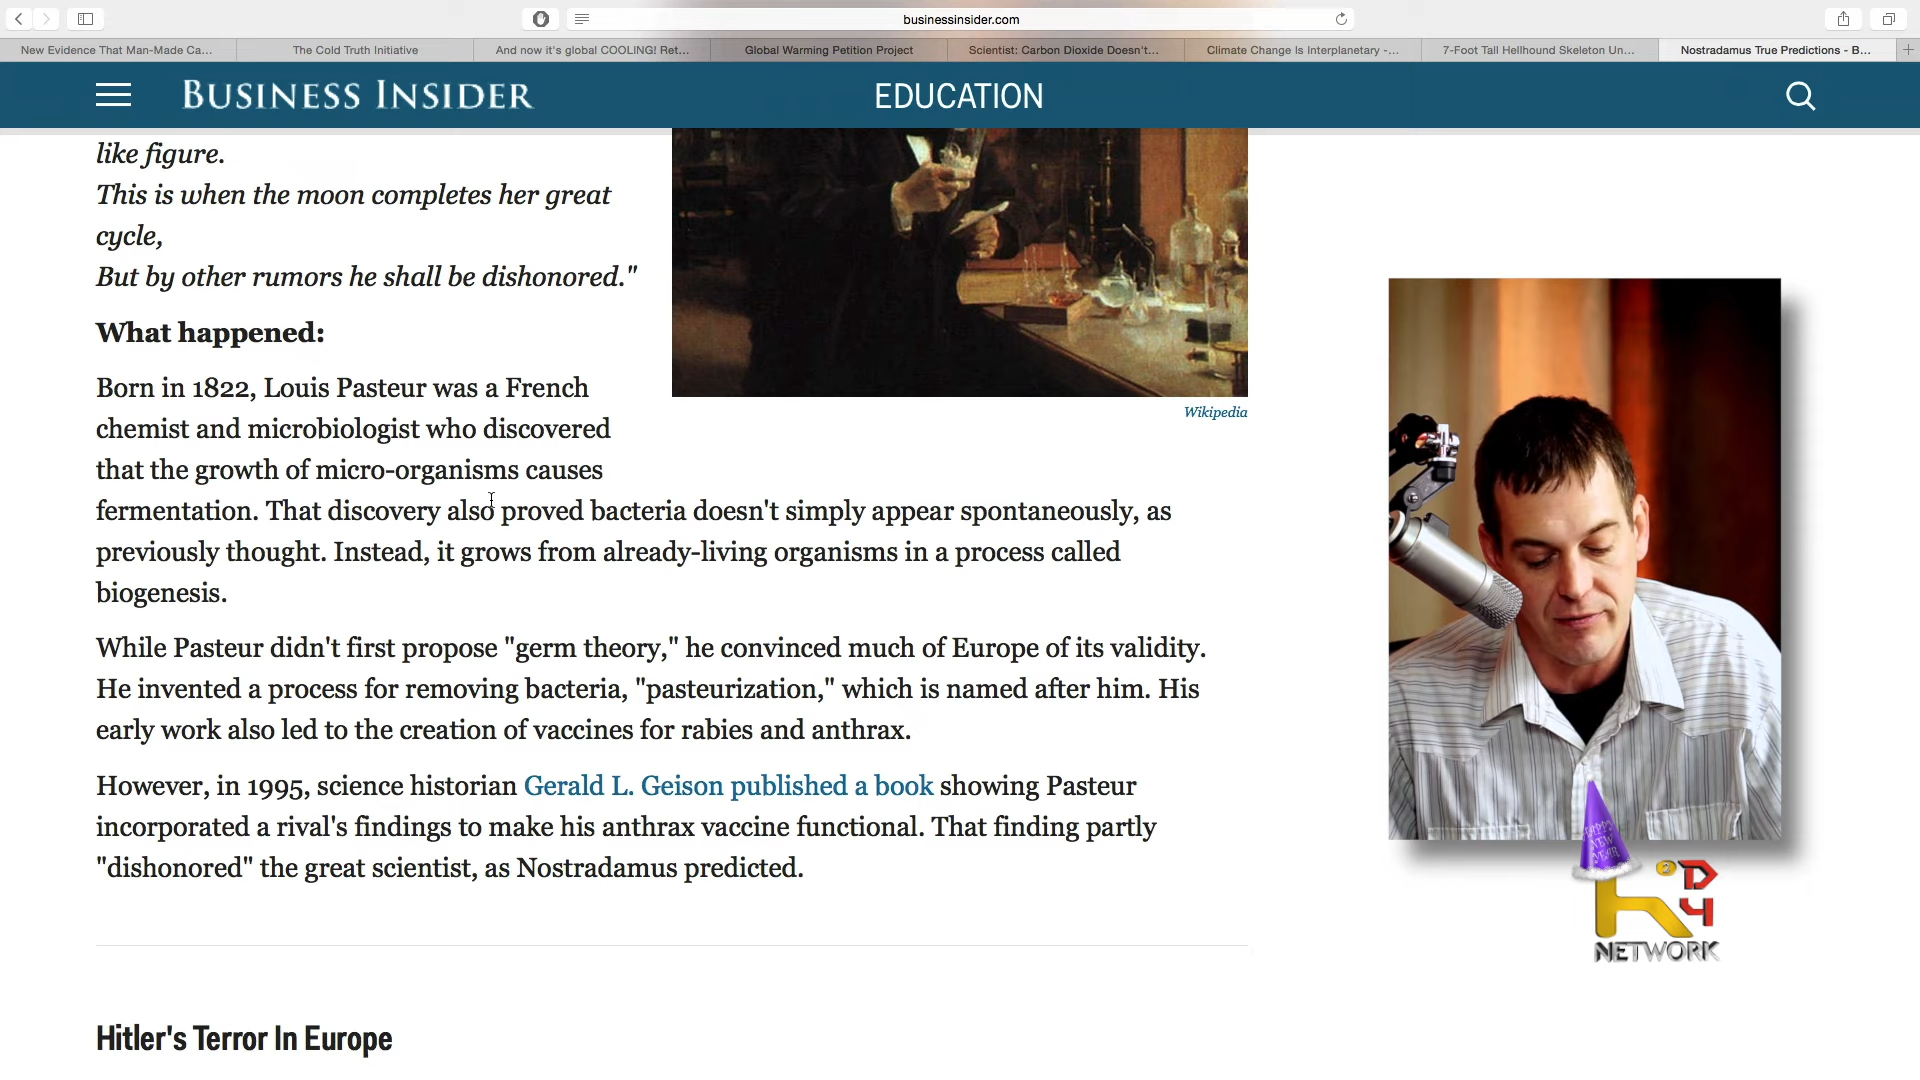 businessinsider.com
New Evidence That Man-Made Ca...
The Cold Truth Initiative
And now it's global COOLING! Ret...
Global Warming Petition Project
Scientist: Carbon Dioxide Doesn't...
Climate Change Is Interplanetary -...
7-Foot Tall Hellhound Skeleton Un...
Nostradamus True Predictions - B...
BUSINESS INSIDER
EDUCATION
like figure.
This is when the moon completes her great
cycle,
But by other rumors he shall be dishonored."
Wikipedia
What happened:
Born in 1822, Louis Pasteur was a French
chemist and microbiologist who discovered
that the growth of micro-organisms causes
fermentation. That discovery also proved bacteria doesn't simply appear spontaneously, as
previously thought. Instead, it grows from already-living organisms in a process called
biogenesis.
While Pasteur didn't first propose "germ theory," he convinced much of Europe of its validity.
He invented a process for removing bacteria, "pasteurization," which is named after him. His
early work also led to the creation of vaccines for rabies and anthrax.
However, in 1995, science historian Gerald L. Geison published a book showing Pasteur
incorporated a rival's findings to make his anthrax vaccine functional. That finding partly
"dishonored" the great scientist, as Nostradamus predicted.
Hitler's Terror In Europe
HAPPY
NEW
YEAR
NETWORK